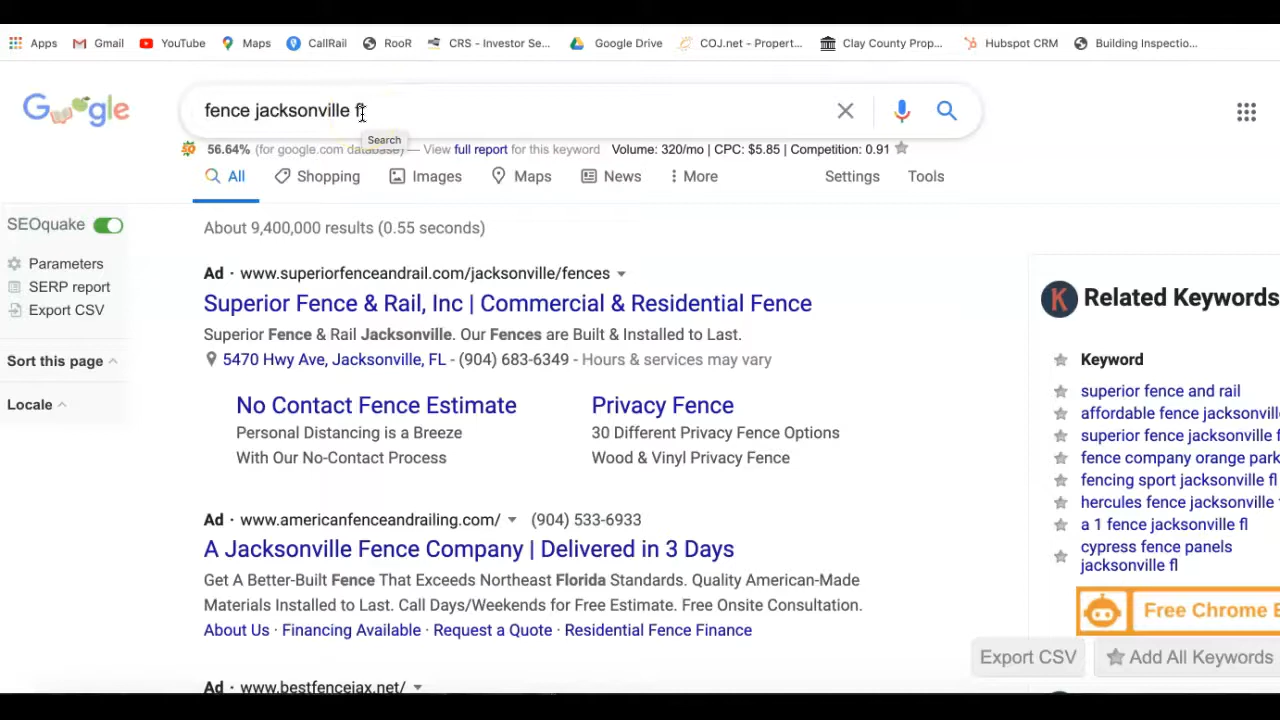 Apps Gmail YouTube Maps CallRail RooR CRS - Investor Se... Google Drive COJ.net - Propert... Clay County Prop... Hubspot CRM Building Inspectio...
Google
fence jacksonville fl
Search
56.64% (for google.com database) — View full report for this keyword Volume: 320/mo | CPC: $5.85 | Competition: 0.91
All Shopping Images Maps News More Settings Tools
SEOquake
Parameters
SERP report
Export CSV
Sort this page
Locale
About 9,400,000 results (0.55 seconds)
Ad · www.superiorfenceandrail.com/jacksonville/fences
Superior Fence & Rail, Inc | Commercial & Residential Fence
Superior Fence & Rail Jacksonville. Our Fences are Built & Installed to Last.
5470 Hwy Ave, Jacksonville, FL - (904) 683-6349 - Hours & services may vary
No Contact Fence Estimate
Personal Distancing is a Breeze
With Our No-Contact Process
Privacy Fence
30 Different Privacy Fence Options
Wood & Vinyl Privacy Fence
Ad · www.americanfenceandrailing.com/ (904) 533-6933
A Jacksonville Fence Company | Delivered in 3 Days
Get A Better-Built Fence That Exceeds Northeast Florida Standards. Quality American-Made
Materials Installed to Last. Call Days/Weekends for Free Estimate. Free Onsite Consultation.
About Us · Financing Available · Request a Quote · Residential Fence Finance
Ad · www.bestfencejax.net/
K Related Keywords
Keyword
superior fence and rail
affordable fence jacksonvill
superior fence jacksonville f
fence company orange park
fencing sport jacksonville fl
hercules fence jacksonville
a 1 fence jacksonville fl
cypress fence panels
jacksonville fl
Free Chrome E
Export CSV Add All Keywords